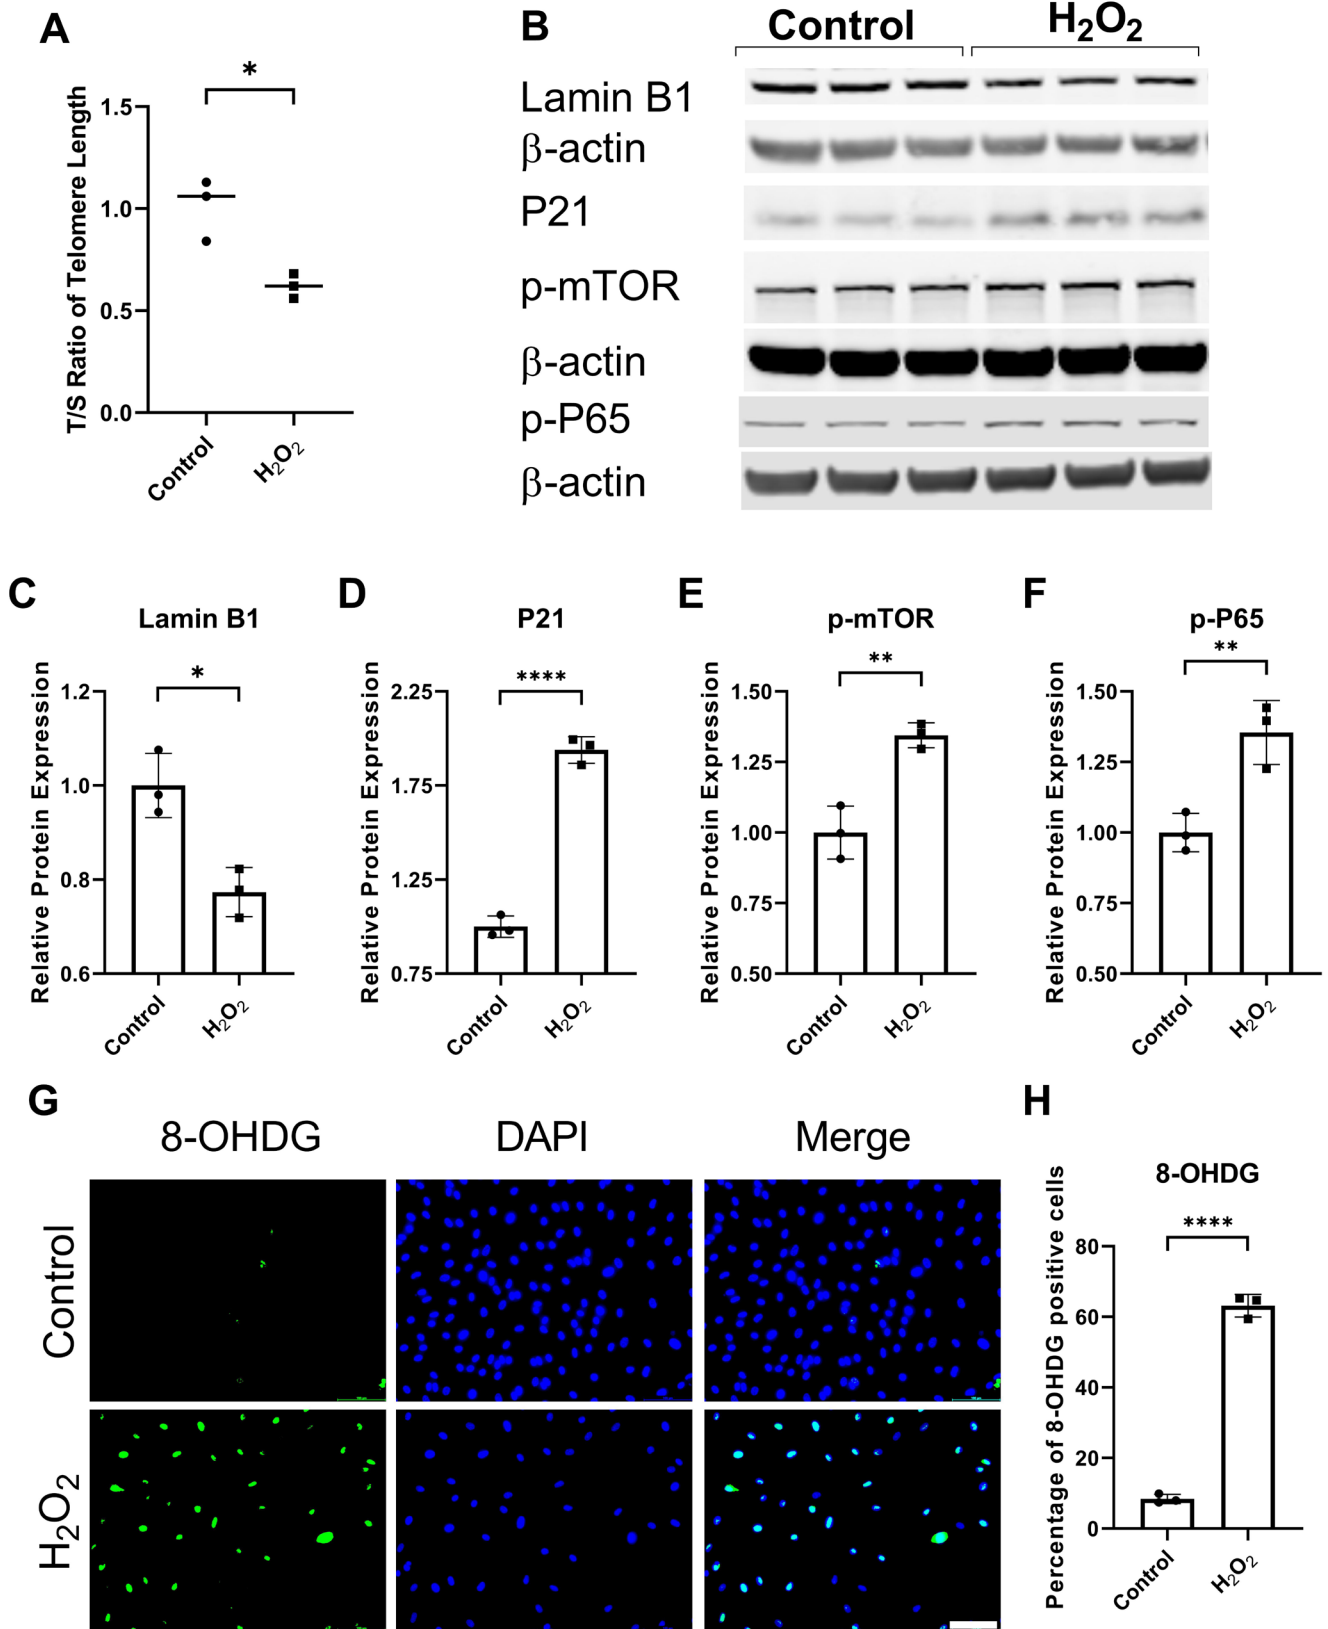 A
*
T/S Ratio of Telomere Length
1.5
1.0
0.5
0.0
Control
H₂O₂
B
Control
H₂O₂
Lamin B1
β-actin
P21
p-mTOR
β-actin
p-P65
β-actin
C
Lamin B1
*
Relative Protein Expression
1.2
1.0
0.8
0.6
Control
H₂O₂
D
P21
****
Relative Protein Expression
2.25
1.75
1.25
0.75
Control
H₂O₂
E
p-mTOR
**
Relative Protein Expression
1.50
1.25
1.00
0.75
0.50
Control
H₂O₂
F
p-P65
**
Relative Protein Expression
1.50
1.25
1.00
0.75
0.50
Control
H₂O₂
G
8-OHDG
DAPI
Merge
Control
H₂O₂
H
8-OHDG
****
Percentage of 8-OHDG positive cells
80
60
40
20
0
Control
H₂O₂